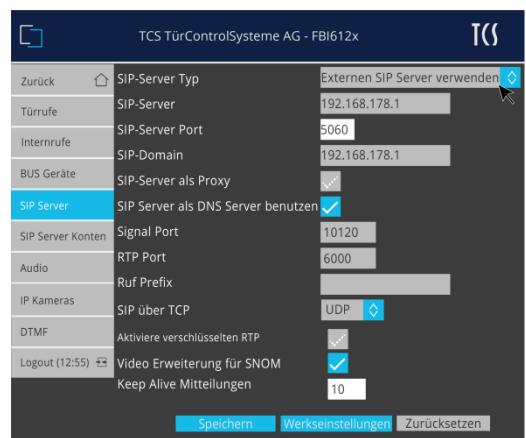 TCS TürControlSysteme AG - FBI612x
TCS
Zurück
Türrufe
Internrufe
BUS Geräte
SIP Server
SIP Server Konten
Audio
IP Kameras
DTMF
Logout (12:55)
SIP-Server Typ Externen SIP Server verwenden
SIP-Server 192.168.178.1
SIP-Server Port 5060
SIP-Domain 192.168.178.1
SIP-Server als Proxy
SIP Server als DNS Server benutzen
Signal Port 10120
RTP Port 6000
Ruf Prefix
SIP über TCP UDP
Aktiviere verschlüsselten RTP
Video Erweiterung für SNOM
Keep Alive Mitteilungen 10
Speichern Werkseinstellungen Zurücksetzen